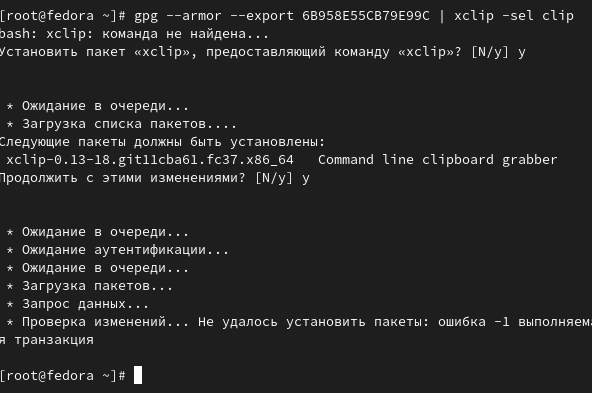 [root@fedora ~]# gpg --armor --export 6B958E55CB79E99C | xclip -sel clip
bash: xclip: команда не найдена...
Установить пакет «xclip», предоставляющий команду «xclip»? [N/y] y
* Ожидание в очереди...
* Загрузка списка пакетов....
Следующие пакеты должны быть установлены:
xclip-0.13-18.git11cba61.fc37.x86_64   Command line clipboard grabber
Продолжить с этими изменениями? [N/y] y
* Ожидание в очереди...
* Ожидание аутентификации...
* Ожидание в очереди...
* Загрузка пакетов...
* Запрос данных...
* Проверка изменений... Не удалось установить пакеты: ошибка -1 выполняема
я транзакция
[root@fedora ~]#